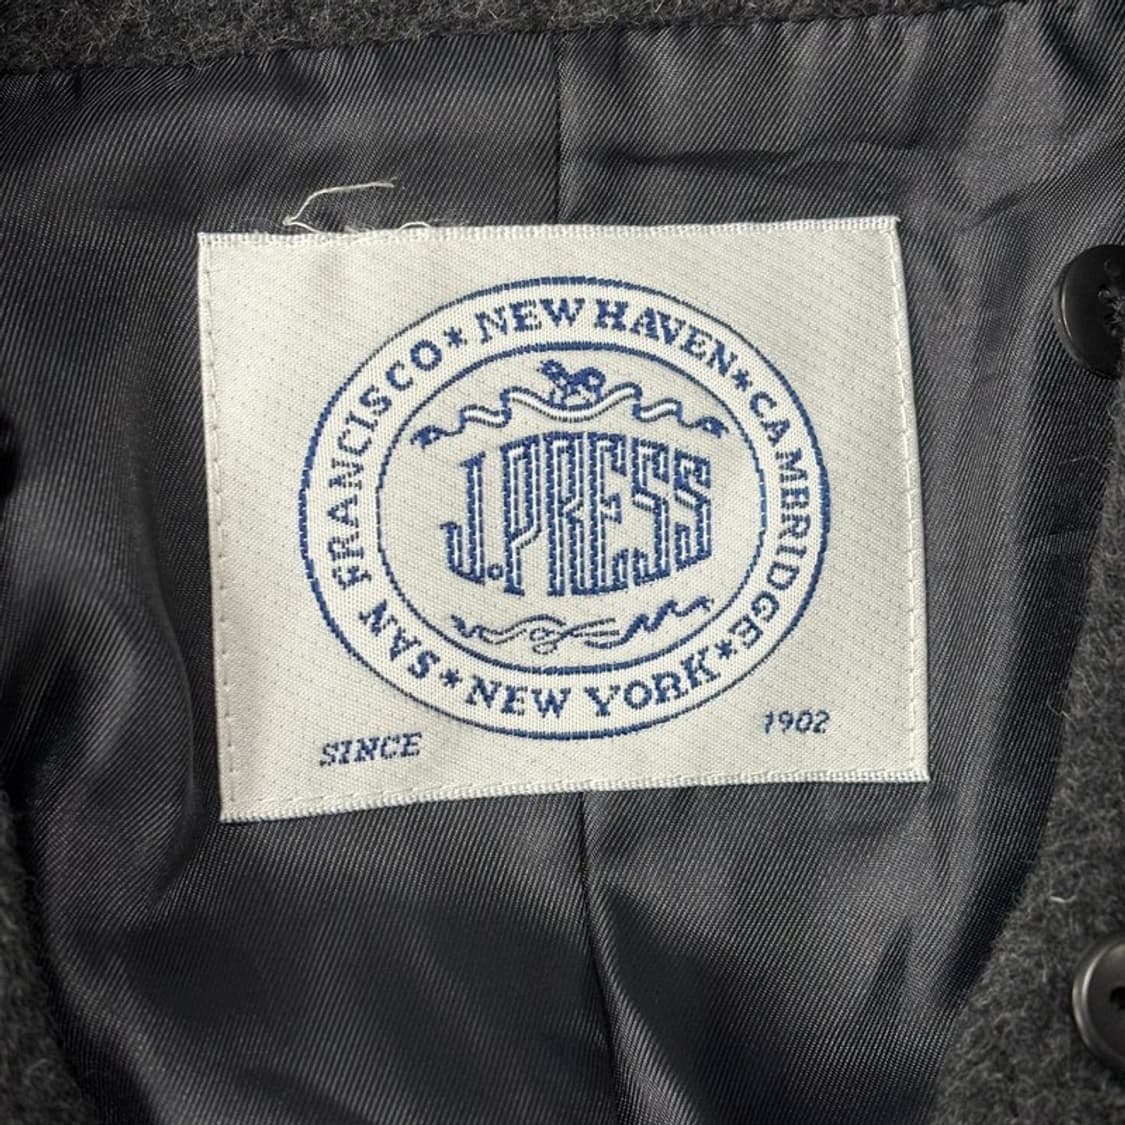 NEW HAVEN * CAMBRIDGE * NEW YORK * SAN FRANCISCO *
J.PRESS
SINCE 1902